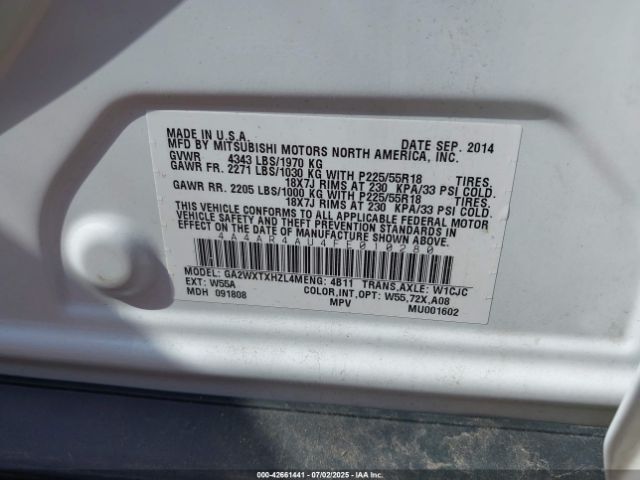 MADE IN U.S.A. DATE SEP. 2014
MFD BY MITSUBISHI MOTORS NORTH AMERICA, INC.
GVWR 4343 LBS/1970 KG
GAWR FR. 2271 LBS/1030 KG WITH P225/55R18 TIRES.
18X7J RIMS AT 230 KPA/33 PSI COLD.
GAWR RR. 2205 LBS/1000 KG WITH P225/55R18 TIRES.
18X7J RIMS AT 230 KPA/33 PSI COLD.
THIS VEHICLE CONFORMS TO ALL APPLICABLE FEDERAL MOTOR
VEHICLE SAFETY AND THEFT PREVENTION STANDARDS IN
EFFECT ON THE DATE OF MANUFACTURE SHOWN ABOVE.
4A4AR4AU4FE010280
MODEL: GA2WXTXHZL4MENG: 4B11 TRANS,AXLE: W1CJC
EXT: W55A COLOR,INT,OPT: W55,72X,A08
MDH 091808 MPV MU001602
000-42661441 - 07/02/2025 - IAAI.COM